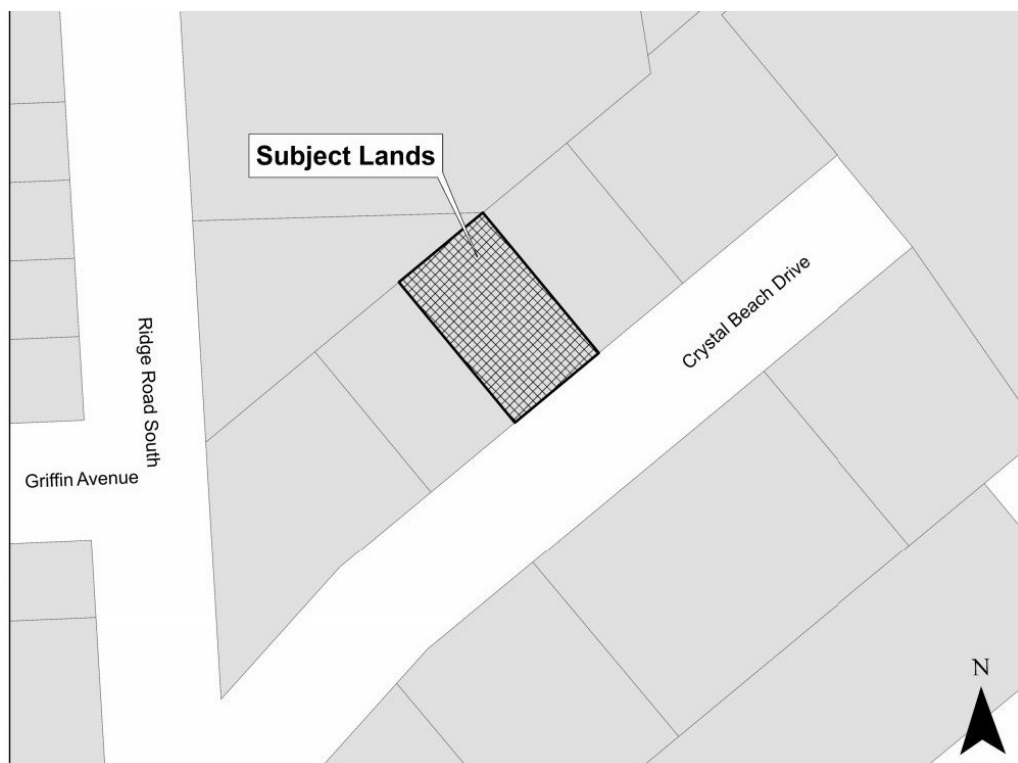 Subject Lands
Crystal Beach Drive
Ridge Road South
Griffin Avenue
N